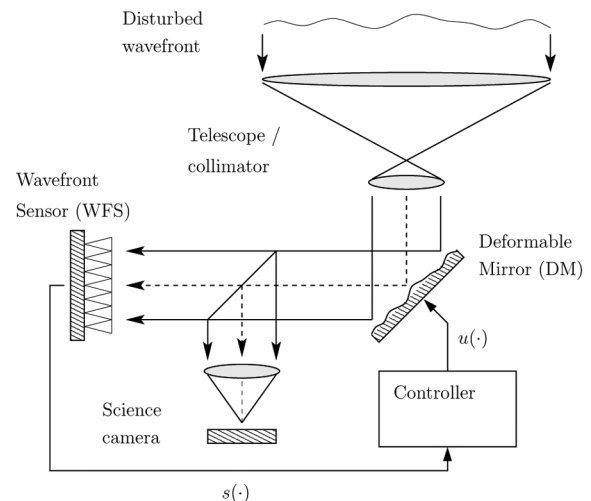 Disturbed
wavefront
Telescope /
collimator
Wavefront
Sensor (WFS)
Deformable
Mirror (DM)
u(·)
Controller
Science
camera
s(·)